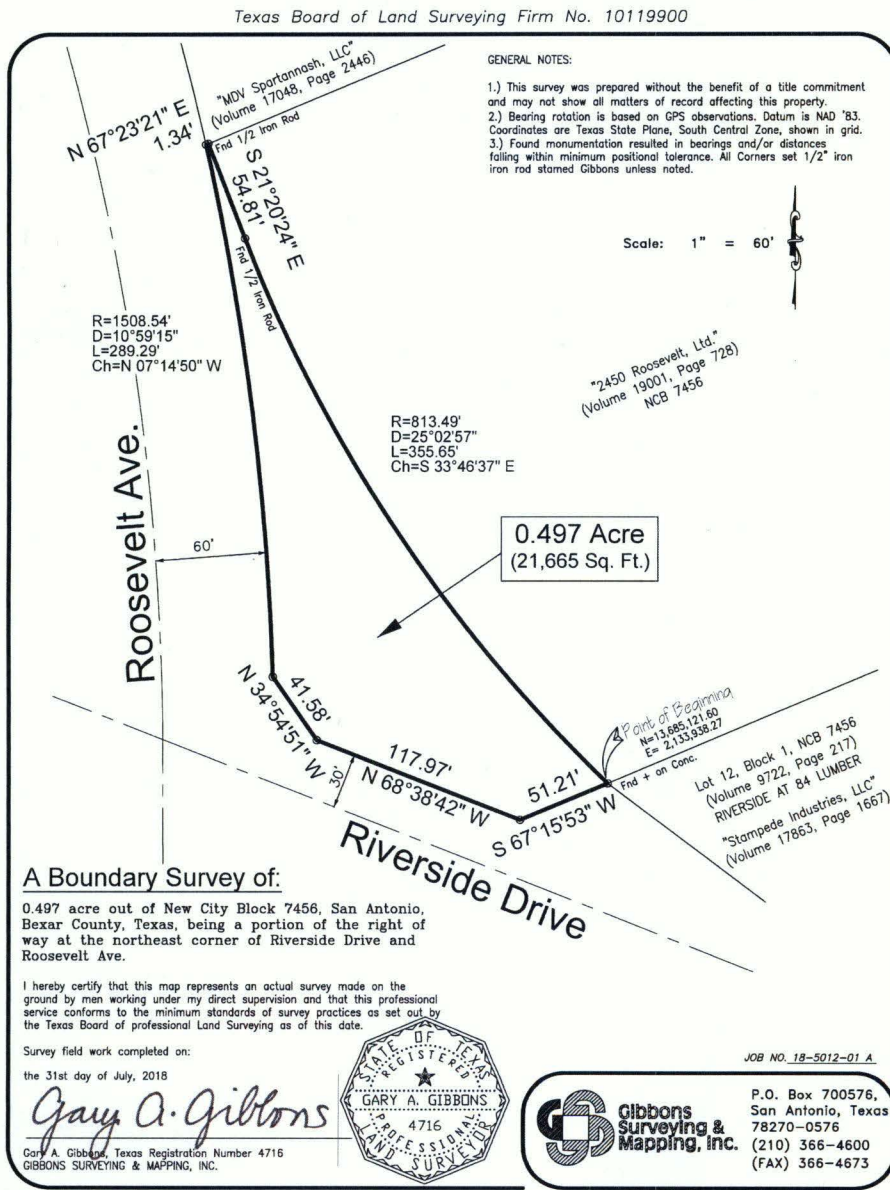 Texas Board of Land Surveying Firm No. 10119900
GENERAL NOTES:
1.) This survey was prepared without the benefit of a title commitment
and may not show all matters of record affecting this property.
2.) Bearing rotation is based on GPS observations. Datum is NAD '83.
Coordinates are Texas State Plane, South Central Zone, shown in grid.
3.) Found monumentation resulted in bearings and/or distances
falling within minimum positional tolerance. All Corners set 1/2" iron
iron rod stamed Gibbons unless noted.
"MDV Spartannash, LLC"
(Volume 17048, Page 2446)
N 67°23'21" E
1.34'
Fnd 1/2 Iron Rod
S 21°20'24" E
54.81'
Fnd 1/2 Iron Rod
Scale: 1" = 60'
R=1508.54'
D=10°59'15"
L=289.29'
Ch=N 07°14'50" W
"2450 Roosevelt, Ltd."
(Volume 19001, Page 728)
NCB 7456
R=813.49'
D=25°02'57"
L=355.65'
Ch=S 33°46'37" E
Roosevelt Ave.
60'
0.497 Acre
(21,665 Sq. Ft.)
41.58'
N 34°54'51" W
117.97'
N 68°38'42" W
30'
51.21'
S 67°15'53" W
Point of Beginning
N=13,685,121.60
E= 2,133,938.27
Fnd + on Conc.
Lot 12, Block 1, NCB 7456
(Volume 9722, Page 217)
RIVERSIDE AT 84 LUMBER
"Stampede Industries, LLC"
(Volume 17863, Page 1667)
Riverside Drive
A Boundary Survey of:
0.497 acre out of New City Block 7456, San Antonio,
Bexar County, Texas, being a portion of the right of
way at the northeast corner of Riverside Drive and
Roosevelt Ave.
I hereby certify that this map represents an actual survey made on the
ground by men working under my direct supervision and that this professional
service conforms to the minimum standards of survey practices as set out by
the Texas Board of professional Land Surveying as of this date.
Survey field work completed on:
the 31st day of July, 2018
Gary A. Gibbons
Gary A. Gibbons, Texas Registration Number 4716
GIBBONS SURVEYING & MAPPING, INC.
STATE OF TEXAS
REGISTERED
GARY A. GIBBONS
4716
PROFESSIONAL
LAND SURVEYOR
JOB NO. 18-5012-01 A
Gibbons
Surveying &
Mapping, Inc.
P.O. Box 700576,
San Antonio, Texas
78270-0576
(210) 366-4600
(FAX) 366-4673